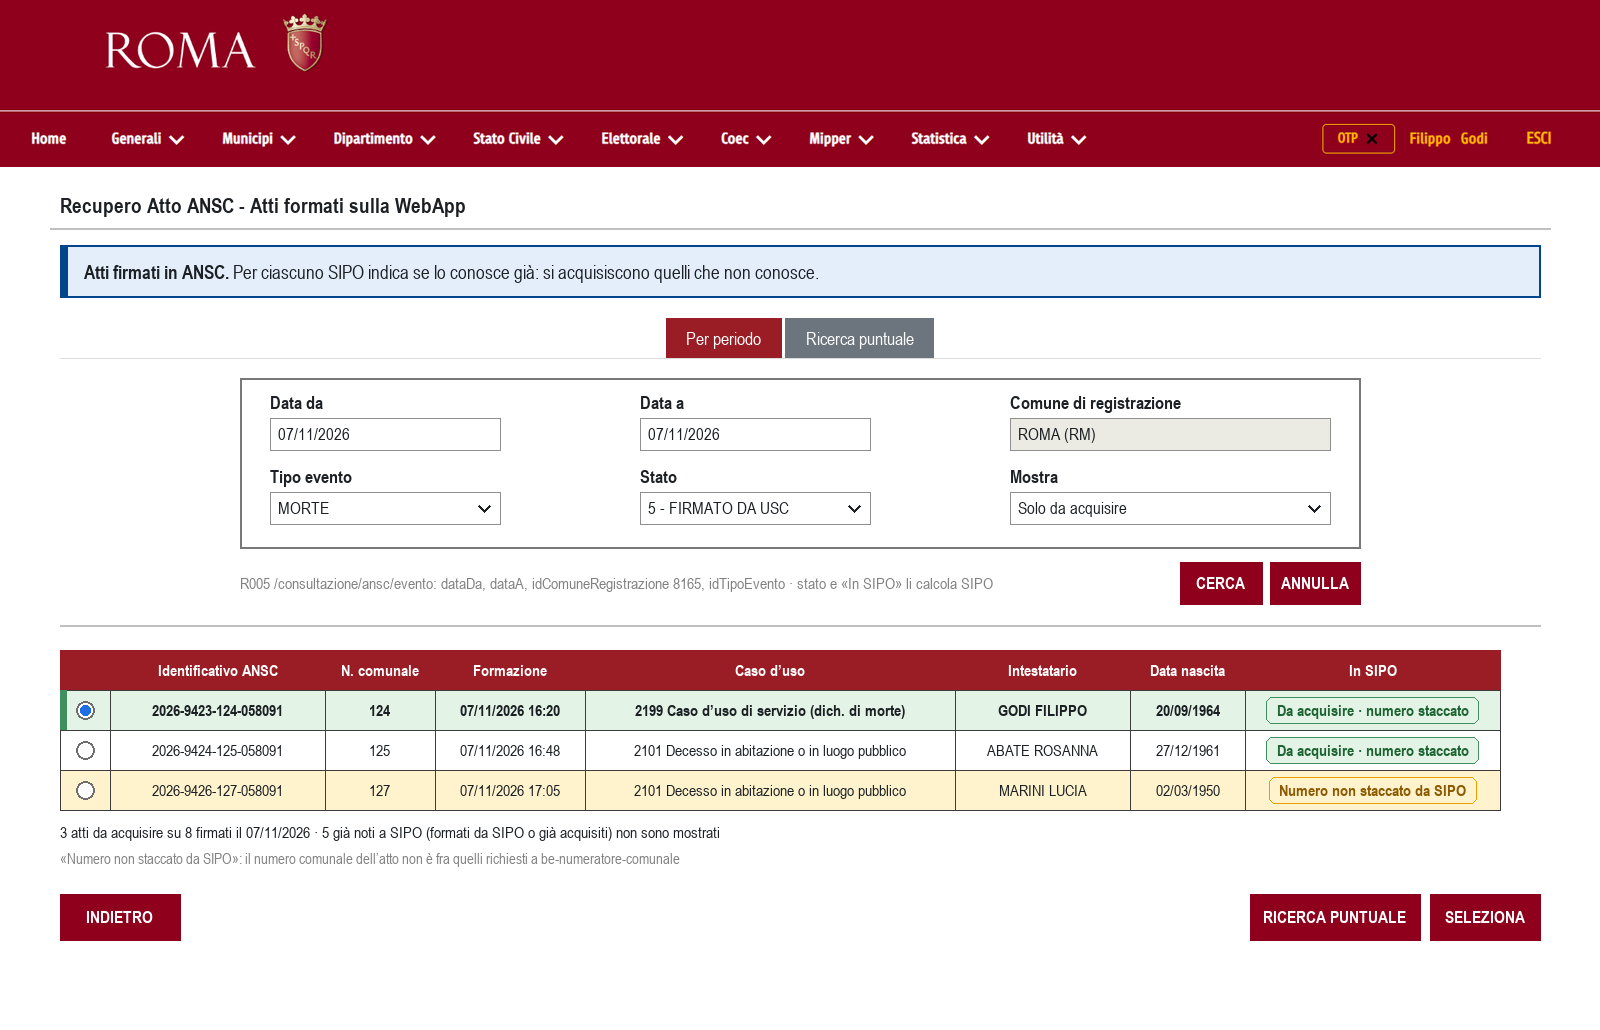 ROMA
SPQR
Home Generali Municipi Dipartimento Stato Civile Elettorale Coec Mipper Statistica Utilità OTP Filippo Godi ESCI
Recupero Atto ANSC - Atti formati sulla WebApp
Atti firmati in ANSC. Per ciascuno SIPO indica se lo conosce già: si acquisiscono quelli che non conosce.
Per periodo Ricerca puntuale
Data da Data a Comune di registrazione
07/11/2026 07/11/2026 ROMA (RM)
Tipo evento Stato Mostra
MORTE 5 - FIRMATO DA USC Solo da acquisire
R005 /consultazione/ansc/evento: dataDa, dataA, idComuneRegistrazione 8165, idTipoEvento · stato e «In SIPO» li calcola SIPO CERCA ANNULLA
Identificativo ANSC N. comunale Formazione Caso d’uso Intestatario Data nascita In SIPO
2026-9423-124-058091 124 07/11/2026 16:20 2199 Caso d’uso di servizio (dich. di morte) GODI FILIPPO 20/09/1964 Da acquisire · numero staccato
2026-9424-125-058091 125 07/11/2026 16:48 2101 Decesso in abitazione o in luogo pubblico ABATE ROSANNA 27/12/1961 Da acquisire · numero staccato
2026-9426-127-058091 127 07/11/2026 17:05 2101 Decesso in abitazione o in luogo pubblico MARINI LUCIA 02/03/1950 Numero non staccato da SIPO
3 atti da acquisire su 8 firmati il 07/11/2026 · 5 già noti a SIPO (formati da SIPO o già acquisiti) non sono mostrati
«Numero non staccato da SIPO»: il numero comunale dell’atto non è fra quelli richiesti a be-numeratore-comunale
INDIETRO RICERCA PUNTUALE SELEZIONA